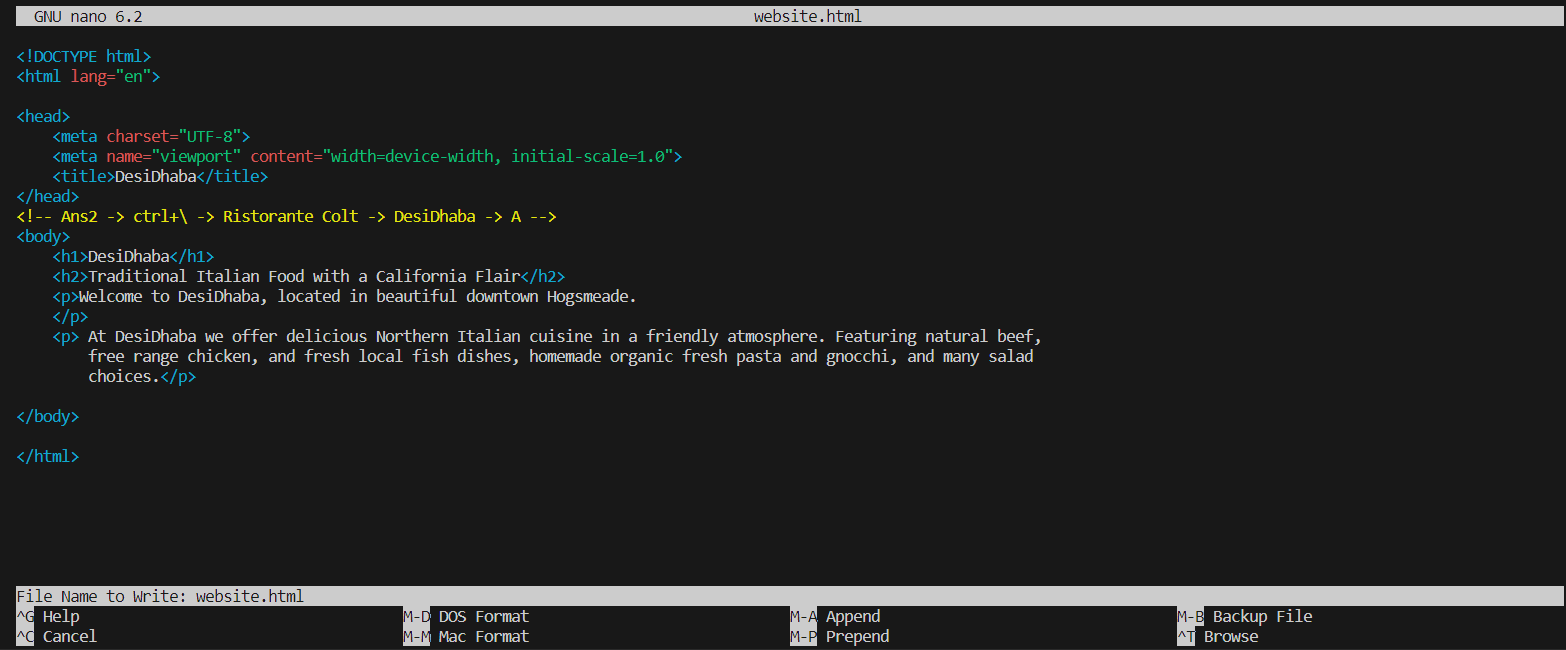 GNU nano 6.2 website.html
<!DOCTYPE html>
<html lang="en">
<head>
<meta charset="UTF-8">
<meta name="viewport" content="width=device-width, initial-scale=1.0">
<title>DesiDhaba</title>
</head>
<!-- Ans2 -> ctrl+\ -> Ristorante Colt -> DesiDhaba -> A -->
<body>
<h1>DesiDhaba</h1>
<h2>Traditional Italian Food with a California Flair</h2>
<p>Welcome to DesiDhaba, located in beautiful downtown Hogsmeade.
</p>
<p> At DesiDhaba we offer delicious Northern Italian cuisine in a friendly atmosphere. Featuring natural beef,
free range chicken, and fresh local fish dishes, homemade organic fresh pasta and gnocchi, and many salad
choices.</p>
</body>
</html>
File Name to Write: website.html
^G Help M-D DOS Format M-A Append M-B Backup File
^C Cancel M-M Mac Format M-P Prepend ^T Browse